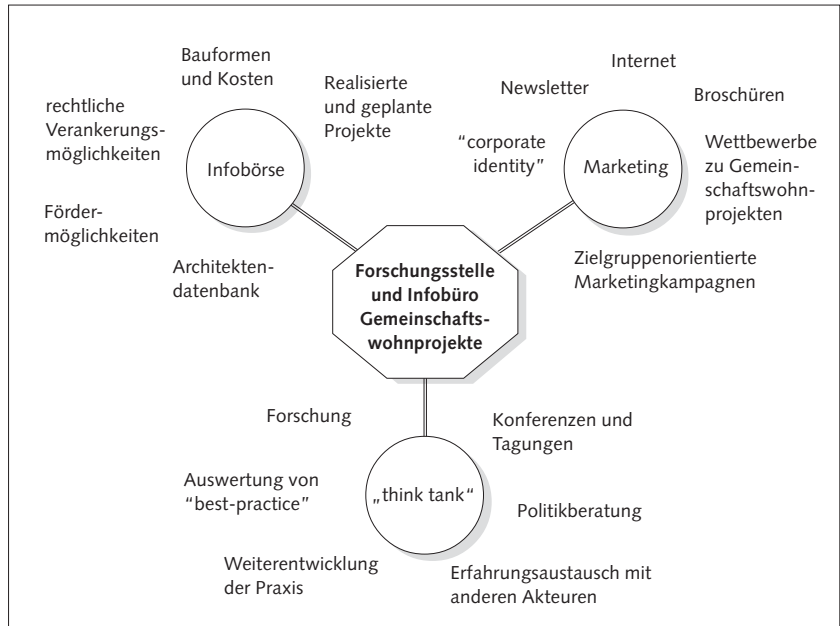 Bauformen
und Kosten
Realisierte
und geplante
Projekte
rechtliche
Verankerungs-
möglichkeiten
Infobörse
Förder-
möglichkeiten
Architekten-
datenbank
Internet
Newsletter
Broschüren
“corporate
identity”
Marketing
Wettbewerbe
zu Gemein-
schaftswohn-
projekten
Zielgruppenorientierte
Marketingkampagnen
Forschungsstelle
und Infobüro
Gemeinschafts-
wohnprojekte
Forschung
Konferenzen und
Tagungen
Auswertung von
“best-practice”
„think tank“
Politikberatung
Weiterentwicklung
der Praxis
Erfahrungsaustausch mit
anderen Akteuren